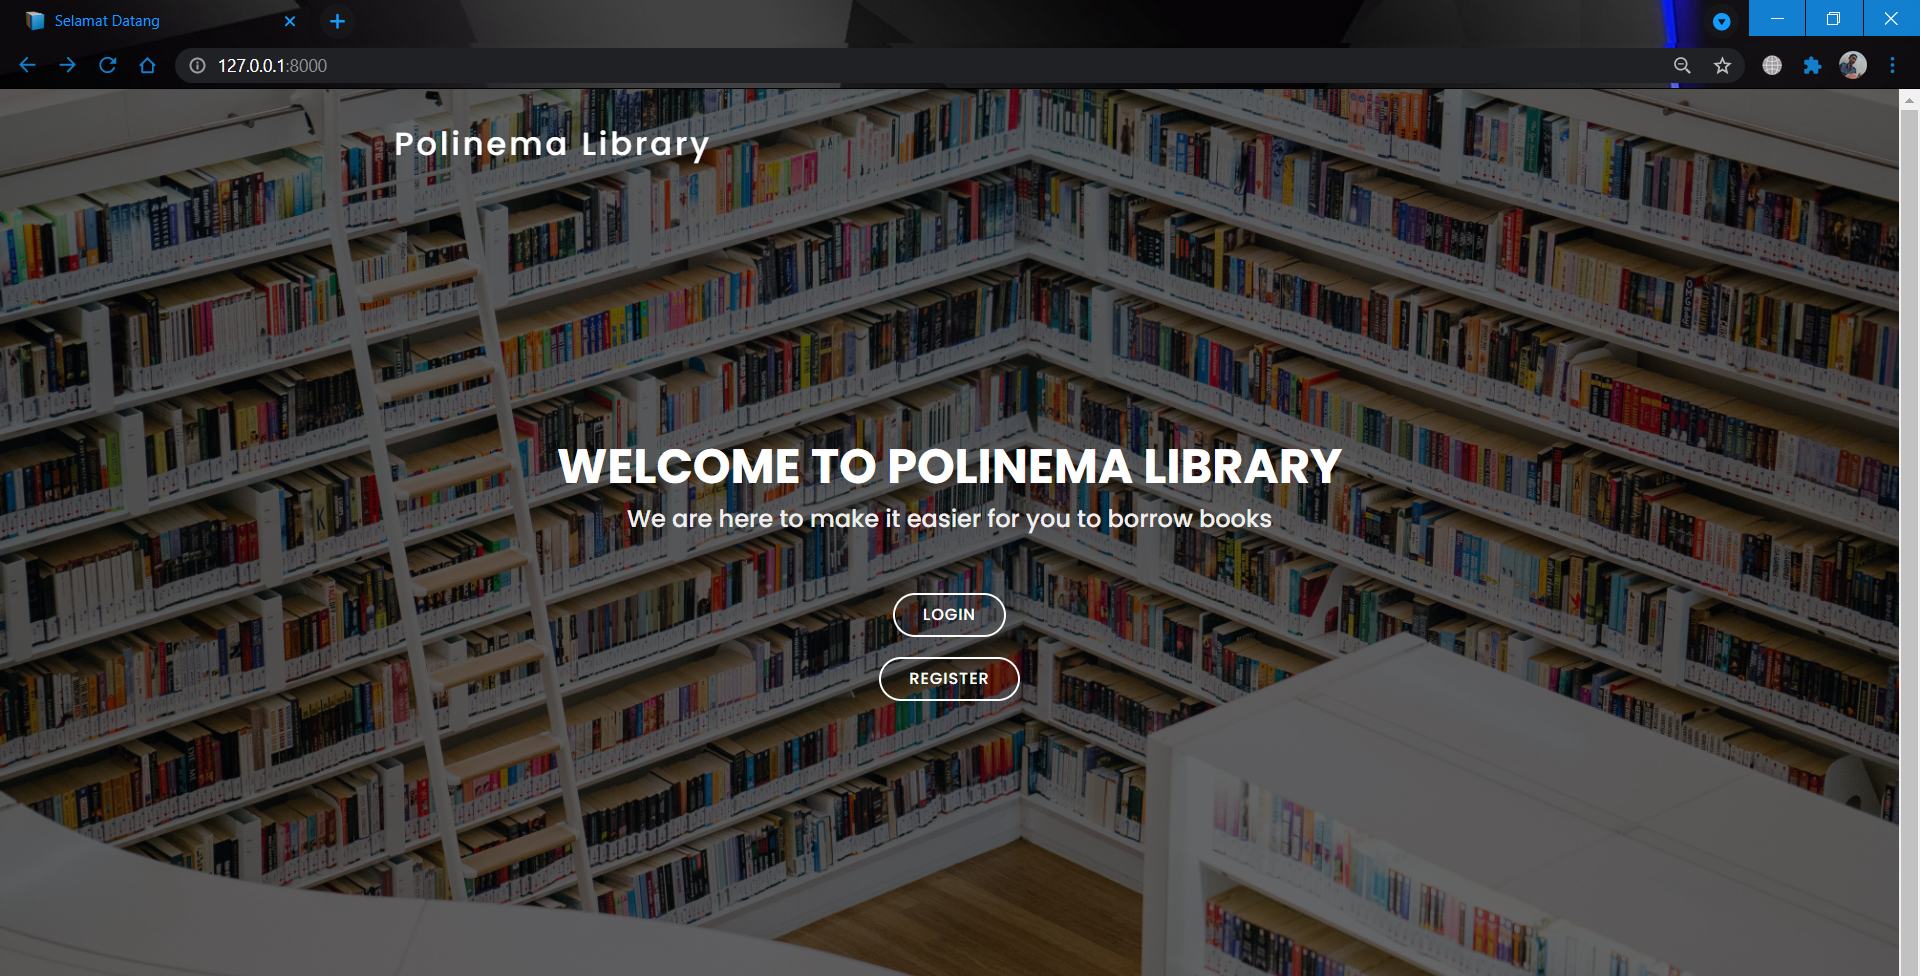 Selamat Datang
127.0.0.1:8000
Polinema Library
WELCOME TO POLINEMA LIBRARY
We are here to make it easier for you to borrow books
LOGIN
REGISTER